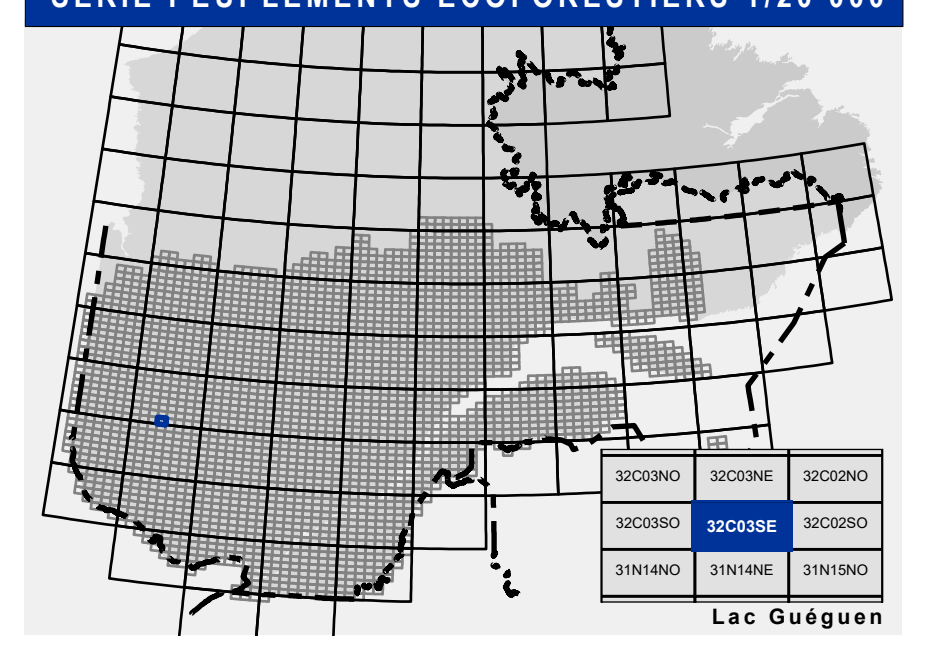 SÉRIE PEUPLEMENTS ÉCOFORESTIERS 1/20 000
32C03NO 32C03NE 32C02NO
32C03SO 32C03SE 32C02SO
31N14NO 31N14NE 31N15NO
Lac Guéguen